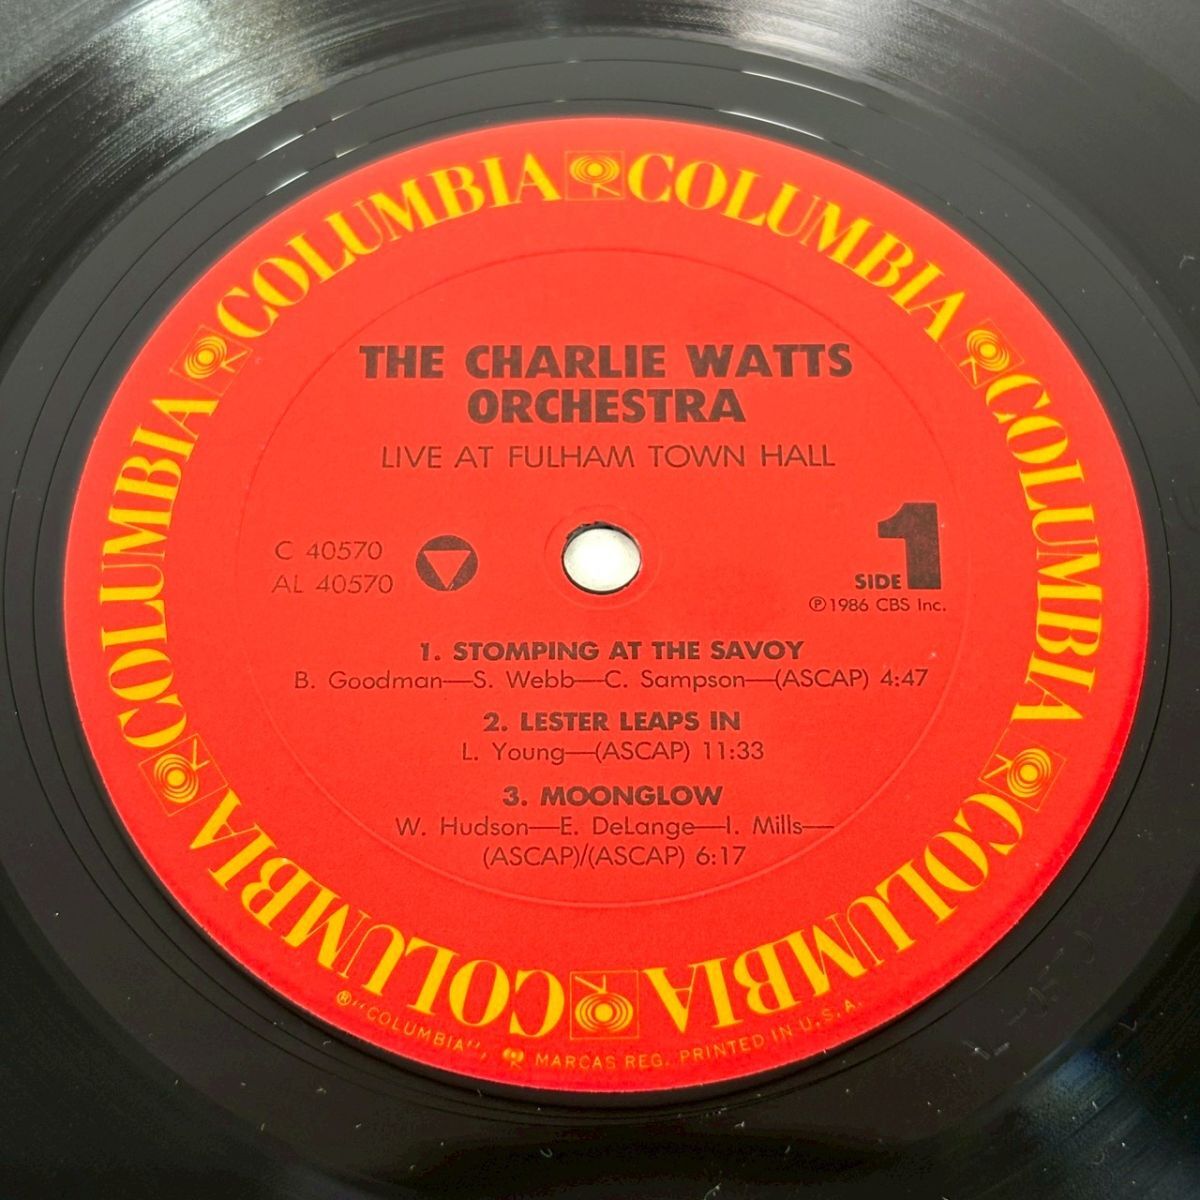 COLUMBIA COLUMBIA COLUMBIA COLUMBIA COLUMBIA COLUMBIA COLUMBIA COLUMBIA
THE CHARLIE WATTS
ORCHESTRA
LIVE AT FULHAM TOWN HALL
C 40570
AL 40570
SIDE 1
℗1986 CBS Inc.
1. STOMPING AT THE SAVOY
B. Goodman—S. Webb—C. Sampson—(ASCAP) 4:47
2. LESTER LEAPS IN
L. Young—(ASCAP) 11:33
3. MOONGLOW
W. Hudson—E. DeLange—I. Mills—
(ASCAP)/(ASCAP) 6:17
®"COLUMBIA", MARCAS REG. PRINTED IN U.S.A.